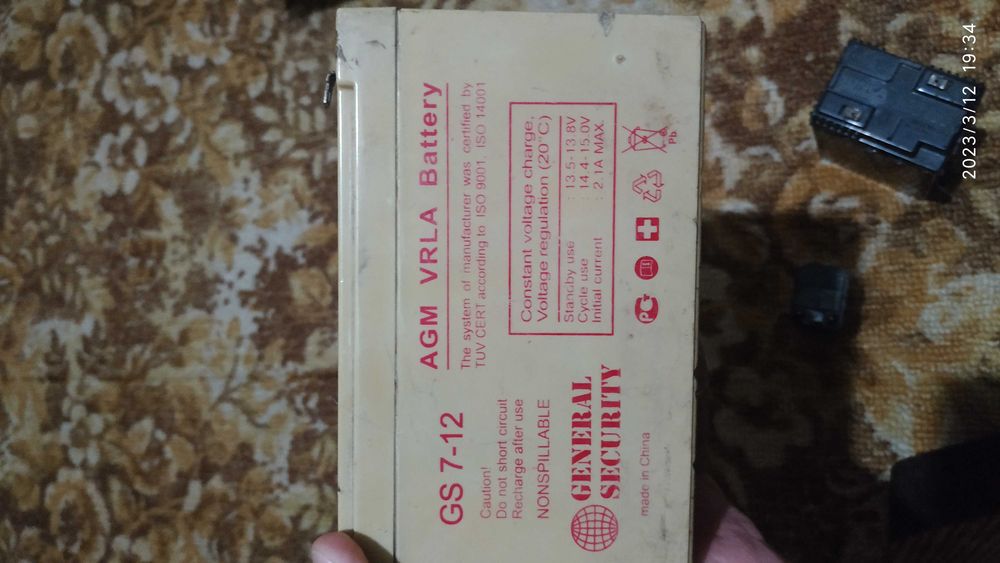 GS 7-12
AGM VRLA Battery
Caution!
Do not short circuit
Recharge after use
NONSPILLABLE
The system of manufacturer was certified by
TUV CERT according to ISO 9001, ISO 14001
Constant voltage charge,
Voltage regulation (20°C)
Standby use : 13.5-13.8V
Cycle use : 14.4-15.0V
Initial current : 2.1A MAX.
GENERAL
SECURITY
made in China
PG
Pb
2023/3/12 19:34